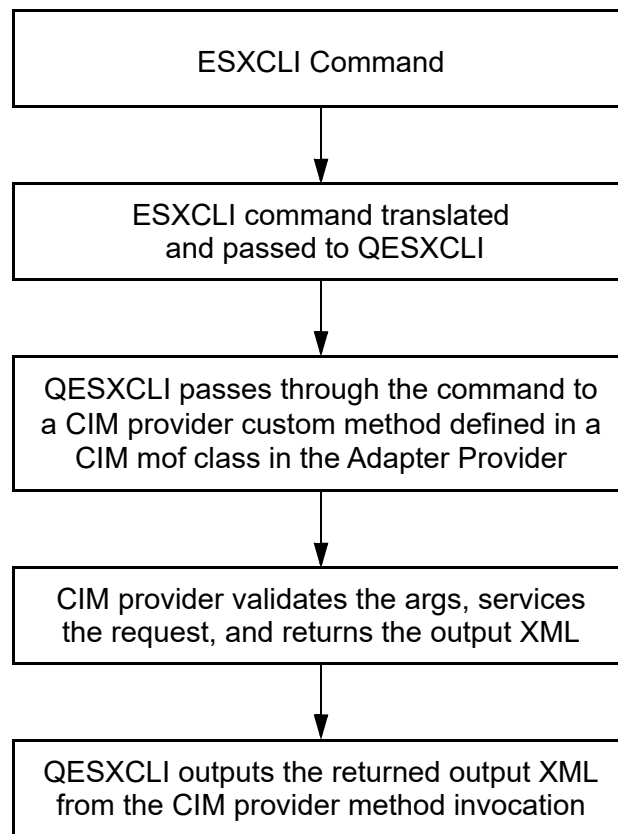 ESXCLI Command
ESXCLI command translated
and passed to QESXCLI
QESXCLI passes through the command to
a CIM provider custom method defined in a
CIM mof class in the Adapter Provider
CIM provider validates the args, services
the request, and returns the output XML
QESXCLI outputs the returned output XML
from the CIM provider method invocation